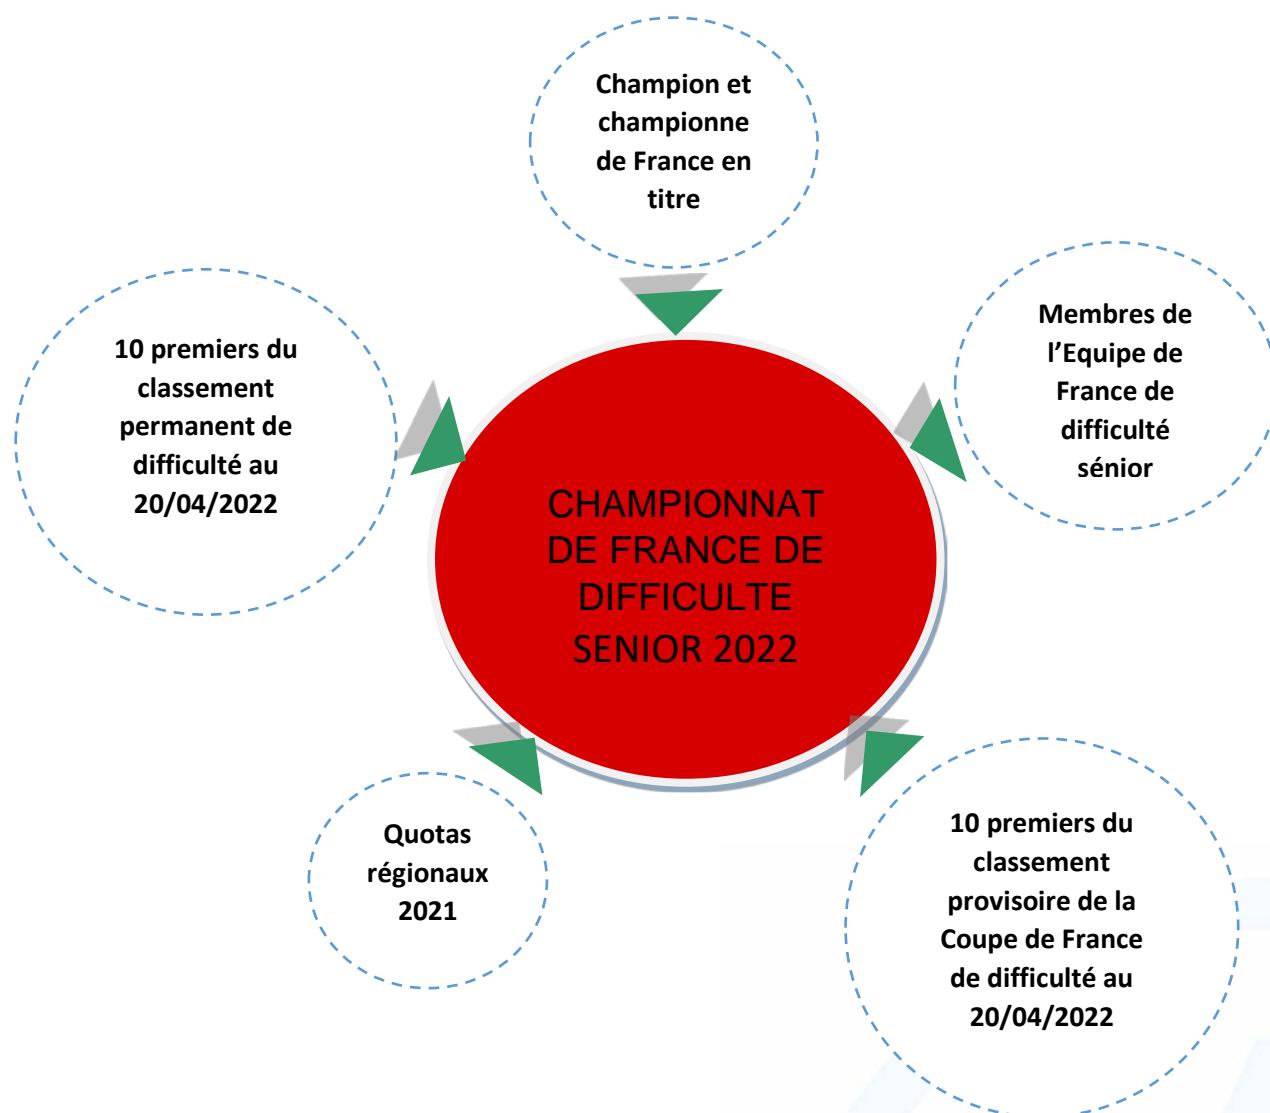 Champion et
championne
de France en
titre
10 premiers du
classement
permanent de
difficulté au
20/04/2022
Membres de
l’Equipe de
France de
difficulté
sénior
CHAMPIONNAT
DE FRANCE DE
DIFFICULTE
SENIOR 2022
Quotas
régionaux
2021
10 premiers du
classement
provisoire de la
Coupe de France
de difficulté au
20/04/2022